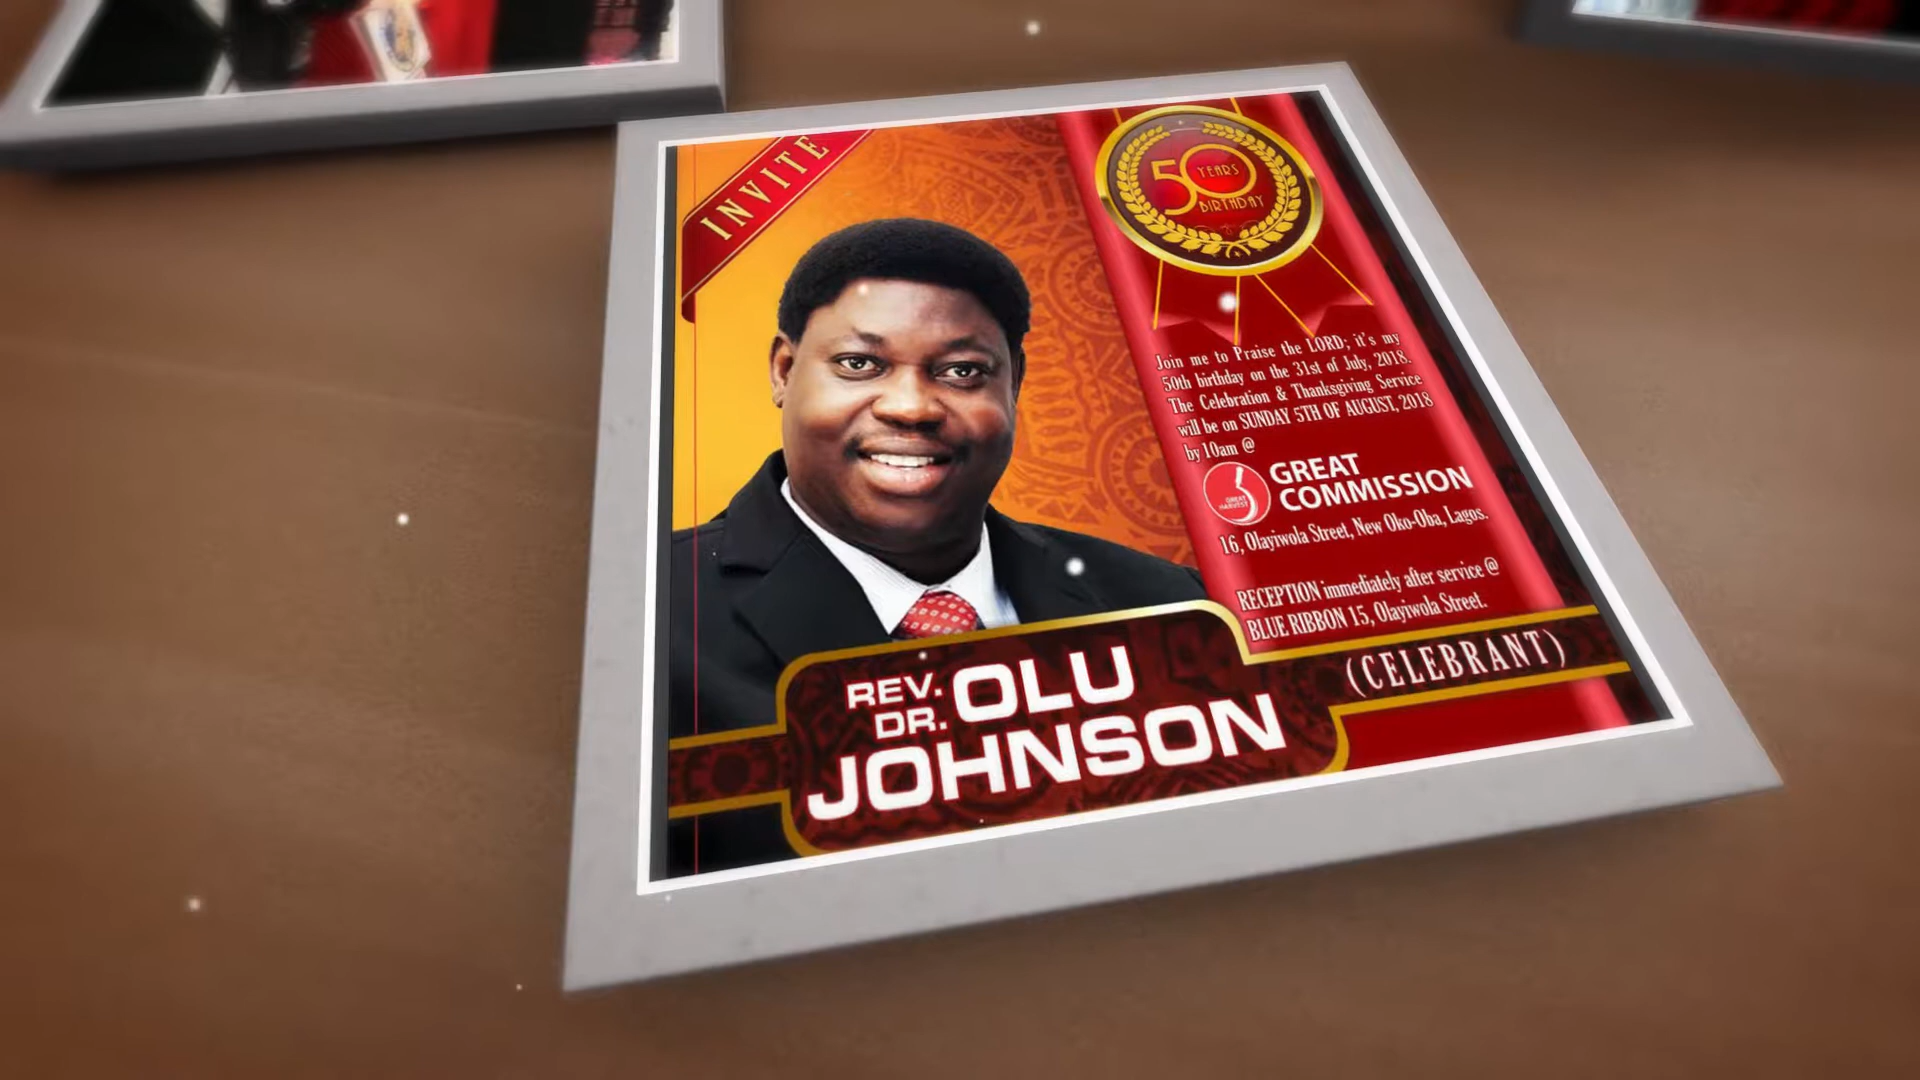 INVITE
50
YEARS
BIRTHDAY
Join me to Praise the LORD; it's my
50th birthday on the 31st of July, 2018.
The Celebration & Thanksgiving Service
will be on SUNDAY 5TH OF AUGUST, 2018
by 10am @
GREAT
HARVEST
GREAT
COMMISSION
16, Olayiwola Street, New Oko-Oba, Lagos.
RECEPTION immediately after service @
BLUE RIBBON 15, Olayiwola Street.
REV. DR. OLU
JOHNSON
(CELEBRANT)